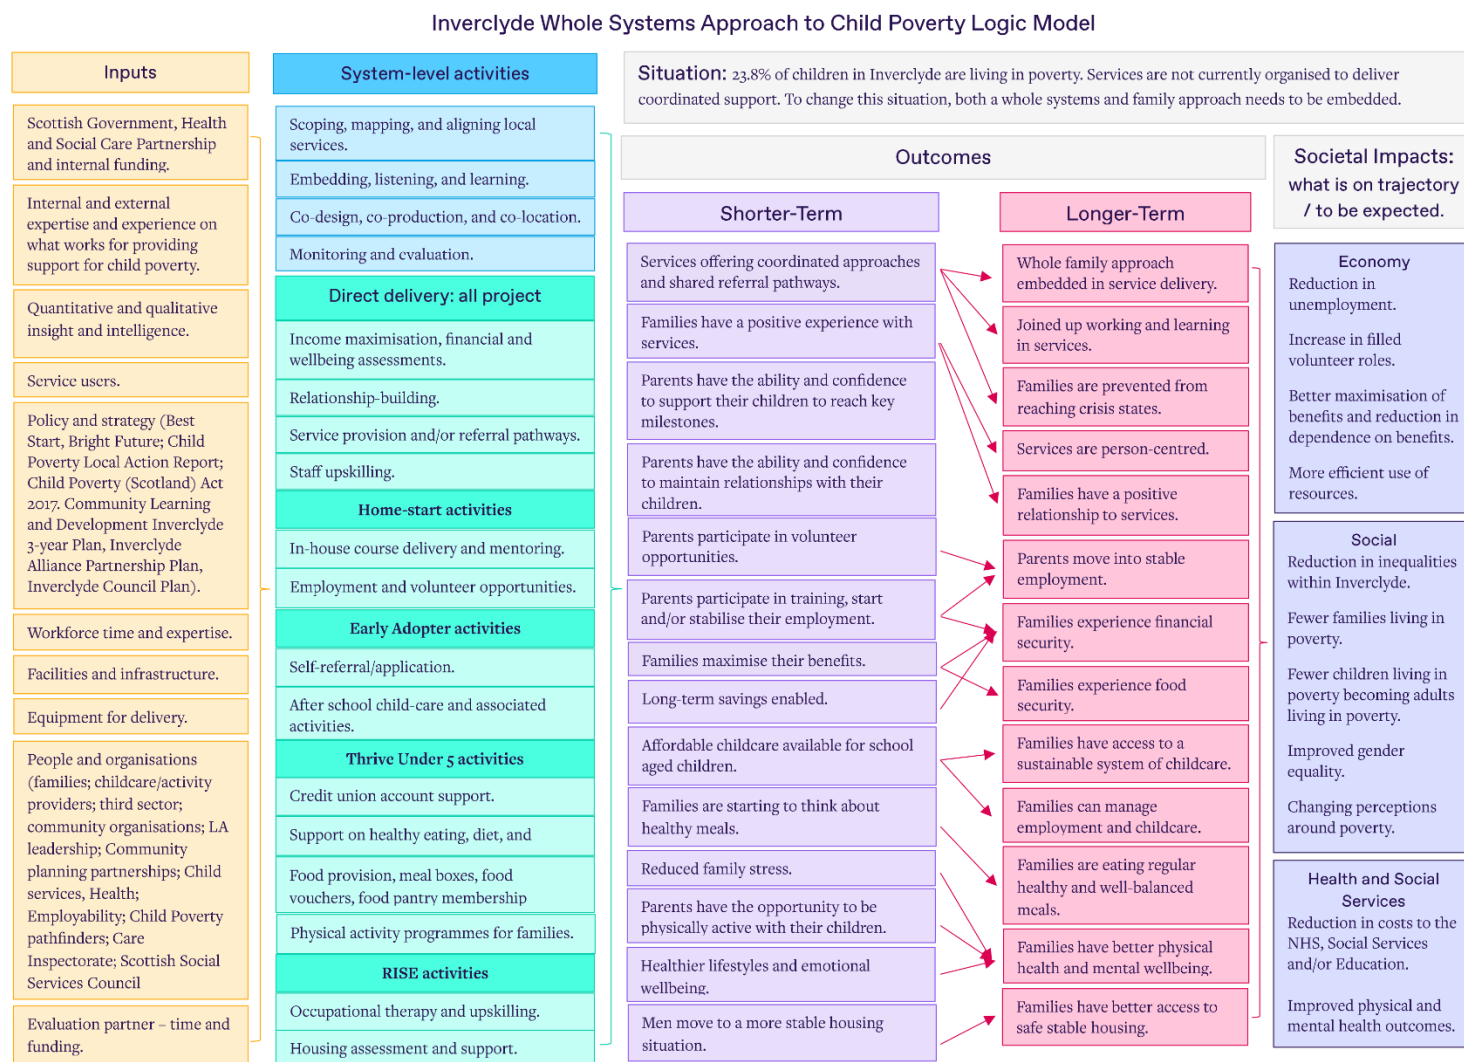 Inverclyde Whole Systems Approach to Child Poverty Logic Model
Inputs
Scottish Government, Health
and Social Care Partnership
and internal funding.
Internal and external
expertise and experience on
what works for providing
support for child poverty.
Quantitative and qualitative
insight and intelligence.
Service users.
Policy and strategy (Best
Start, Bright Future; Child
Poverty Local Action Report;
Child Poverty (Scotland) Act
2017. Community Learning
and Development Inverclyde
3-year Plan, Inverclyde
Alliance Partnership Plan,
Inverclyde Council Plan).
Workforce time and expertise.
Facilities and infrastructure.
Equipment for delivery.
People and organisations
(families; childcare/activity
providers; third sector;
community organisations; LA
leadership; Community
planning partnerships; Child
services, Health;
Employability; Child Poverty
pathfinders; Care
Inspectorate; Scottish Social
Services Council
Evaluation partner – time and
funding.
System-level activities
Scoping, mapping, and aligning local
services.
Embedding, listening, and learning.
Co-design, co-production, and co-location.
Monitoring and evaluation.
Direct delivery: all project
Income maximisation, financial and
wellbeing assessments.
Relationship-building.
Service provision and/or referral pathways.
Staff upskilling.
Home-start activities
In-house course delivery and mentoring.
Employment and volunteer opportunities.
Early Adopter activities
Self-referral/application.
After school child-care and associated
activities.
Thrive Under 5 activities
Credit union account support.
Support on healthy eating, diet, and
Food provision, meal boxes, food
vouchers, food pantry membership
Physical activity programmes for families.
RISE activities
Occupational therapy and upskilling.
Housing assessment and support.
Situation: 23.8% of children in Inverclyde are living in poverty. Services are not currently organised to deliver
coordinated support. To change this situation, both a whole systems and family approach needs to be embedded.
Outcomes
Shorter-Term
Services offering coordinated approaches
and shared referral pathways.
Families have a positive experience with
services.
Parents have the ability and confidence
to support their children to reach key
milestones.
Parents have the ability and confidence
to maintain relationships with their
children.
Parents participate in volunteer
opportunities.
Parents participate in training, start
and/or stabilise their employment.
Families maximise their benefits.
Long-term savings enabled.
Affordable childcare available for school
aged children.
Families are starting to think about
healthy meals.
Reduced family stress.
Parents have the opportunity to be
physically active with their children.
Healthier lifestyles and emotional
wellbeing.
Men move to a more stable housing
situation.
Longer-Term
Whole family approach
embedded in service delivery.
Joined up working and learning
in services.
Families are prevented from
reaching crisis states.
Services are person-centred.
Families have a positive
relationship to services.
Parents move into stable
employment.
Families experience financial
security.
Families experience food
security.
Families have access to a
sustainable system of childcare.
Families can manage
employment and childcare.
Families are eating regular
healthy and well-balanced
meals.
Families have better physical
health and mental wellbeing.
Families have better access to
safe stable housing.
Societal Impacts:
what is on trajectory
/ to be expected.
Economy
Reduction in
unemployment.
Increase in filled
volunteer roles.
Better maximisation of
benefits and reduction in
dependence on benefits.
More efficient use of
resources.
Social
Reduction in inequalities
within Inverclyde.
Fewer families living in
poverty.
Fewer children living in
poverty becoming adults
living in poverty.
Improved gender
equality.
Changing perceptions
around poverty.
Health and Social
Services
Reduction in costs to the
NHS, Social Services
and/or Education.
Improved physical and
mental health outcomes.